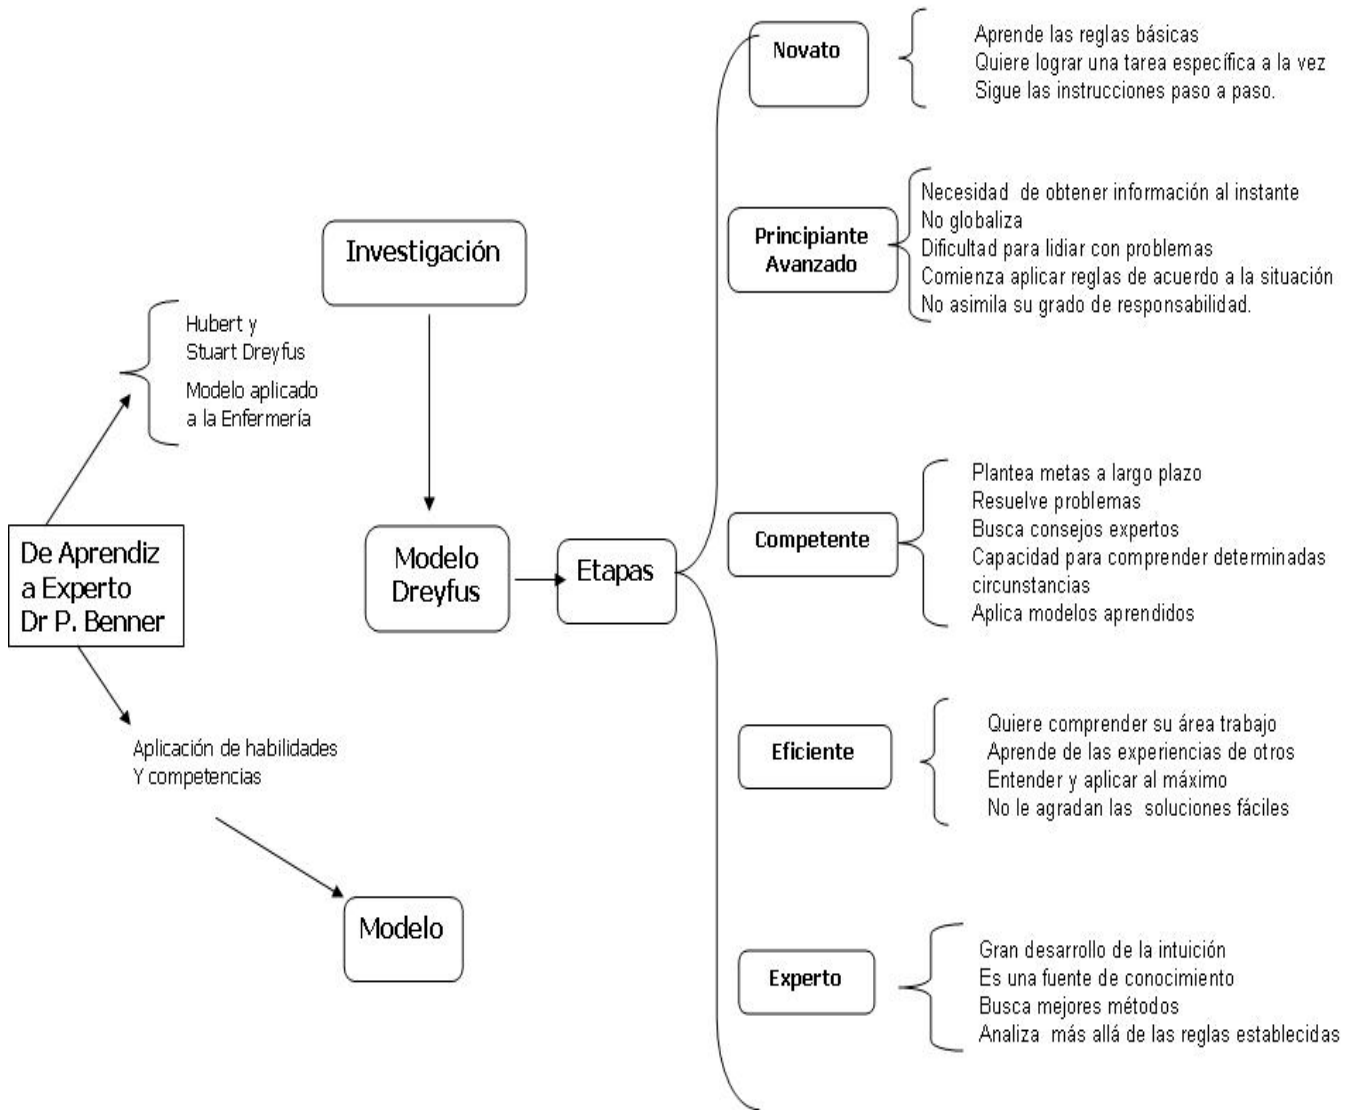 De Aprendiz
a Experto
Dr P. Benner
Hubert y
Stuart Dreyfus
Modelo aplicado
a la Enfermería
Aplicación de habilidades
Y competencias
Modelo
Investigación
Modelo
Dreyfus
Etapas
Novato
Aprende las reglas básicas
Quiere lograr una tarea específica a la vez
Sigue las instrucciones paso a paso.
Principiante
Avanzado
Necesidad de obtener información al instante
No globaliza
Dificultad para lidiar con problemas
Comienza aplicar reglas de acuerdo a la situación
No asimila su grado de responsabilidad.
Competente
Plantea metas a largo plazo
Resuelve problemas
Busca consejos expertos
Capacidad para comprender determinadas
circunstancias
Aplica modelos aprendidos
Eficiente
Quiere comprender su área trabajo
Aprende de las experiencias de otros
Entender y aplicar al máximo
No le agradan las soluciones fáciles
Experto
Gran desarrollo de la intuición
Es una fuente de conocimiento
Busca mejores métodos
Analiza más allá de las reglas establecidas